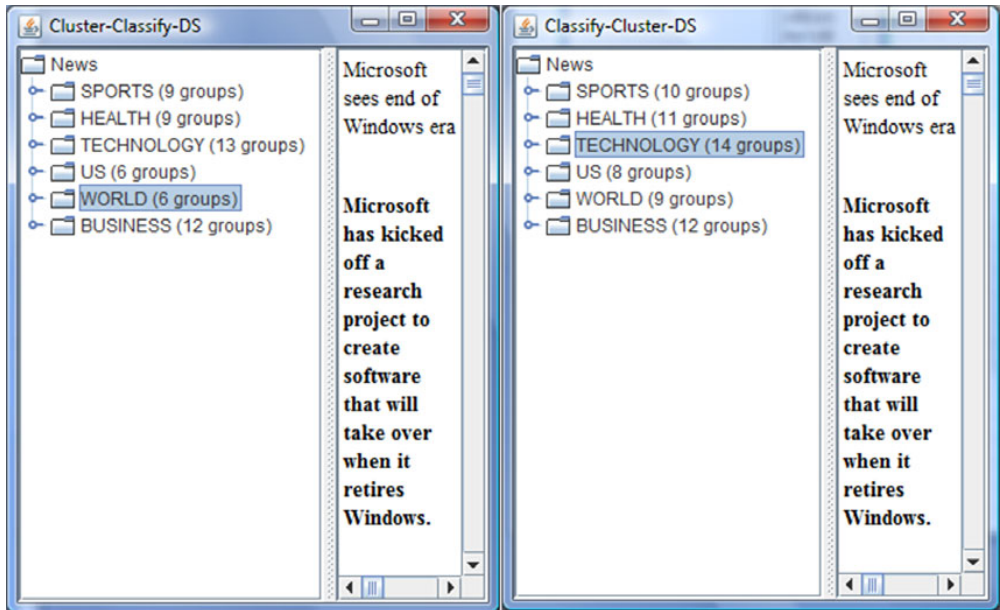 Cluster-Classify-DS
News
SPORTS (9 groups)
HEALTH (9 groups)
TECHNOLOGY (13 groups)
US (6 groups)
WORLD (6 groups)
BUSINESS (12 groups)
Microsoft
sees end of
Windows era
Microsoft
has kicked
off a
research
project to
create
software
that will
take over
when it
retires
Windows.
Classify-Cluster-DS
News
SPORTS (10 groups)
HEALTH (11 groups)
TECHNOLOGY (14 groups)
US (8 groups)
WORLD (9 groups)
BUSINESS (12 groups)
Microsoft
sees end of
Windows era
Microsoft
has kicked
off a
research
project to
create
software
that will
take over
when it
retires
Windows.